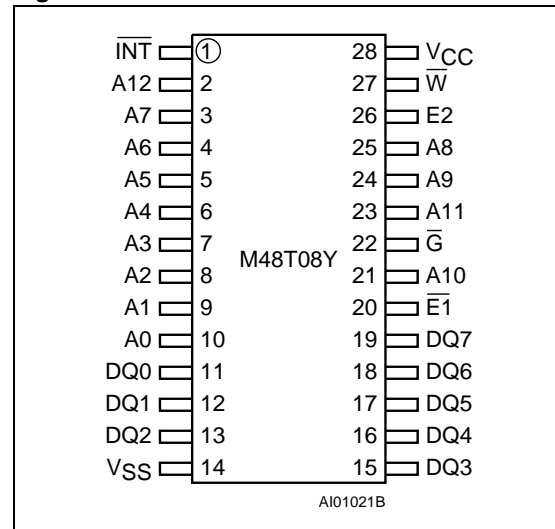 INT 1 28 VCC
A12 2 27 W
A7 3 26 E2
A6 4 25 A8
A5 5 24 A9
A4 6 23 A11
A3 7 22 G
M48T08Y
A2 8 21 A10
A1 9 20 E1
A0 10 19 DQ7
DQ0 11 18 DQ6
DQ1 12 17 DQ5
DQ2 13 16 DQ4
VSS 14 15 DQ3
AI01021B